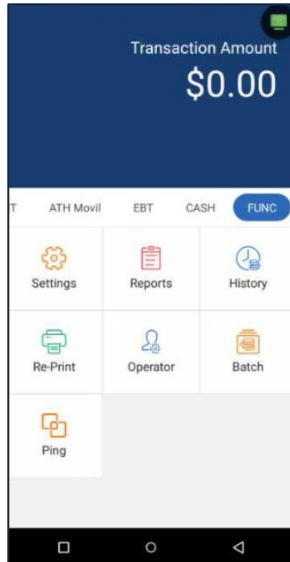 Transaction Amount
$0.00
T ATH Movil EBT CASH FUNC
Settings Reports History
Re-Print Operator Batch
Ping